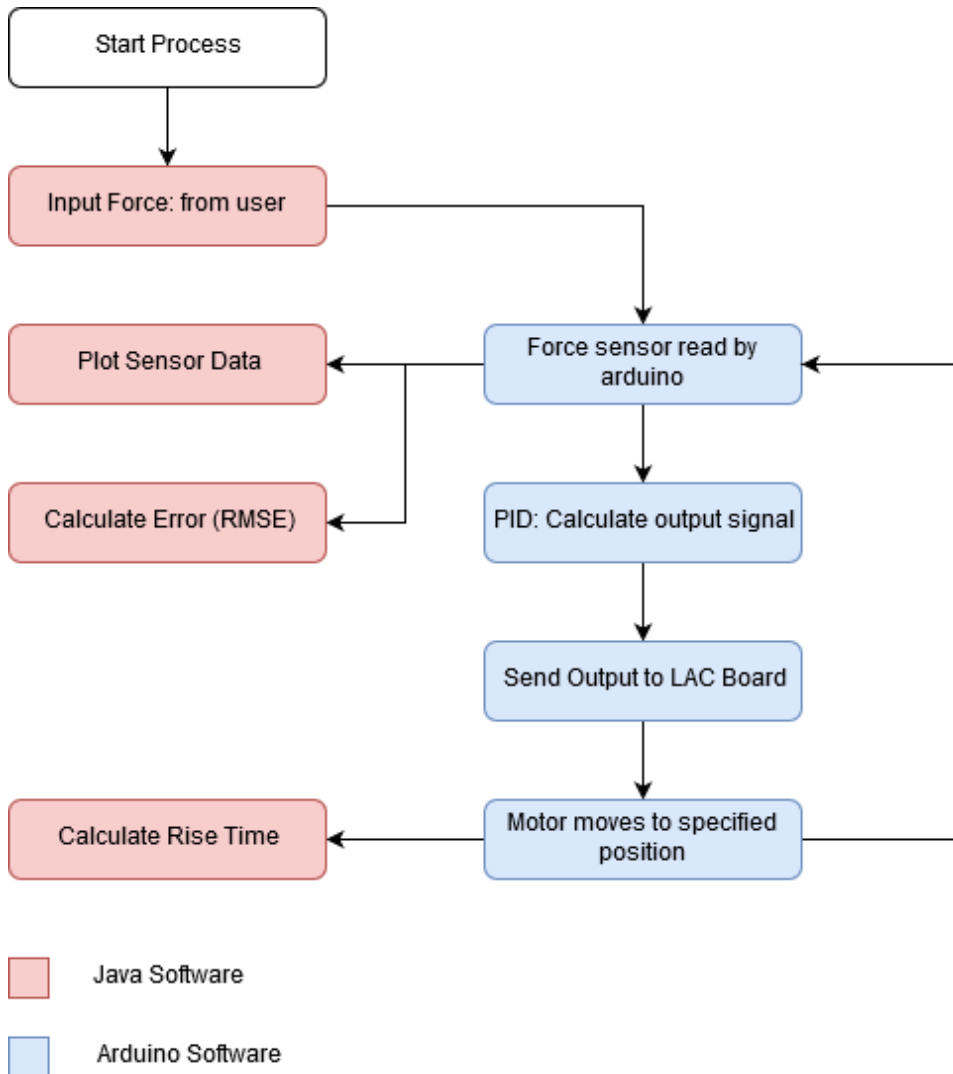 Start Process
Input Force: from user
Plot Sensor Data
Force sensor read by
arduino
Calculate Error (RMSE)
PID: Calculate output signal
Send Output to LAC Board
Calculate Rise Time
Motor moves to specified
position
Java Software
Arduino Software